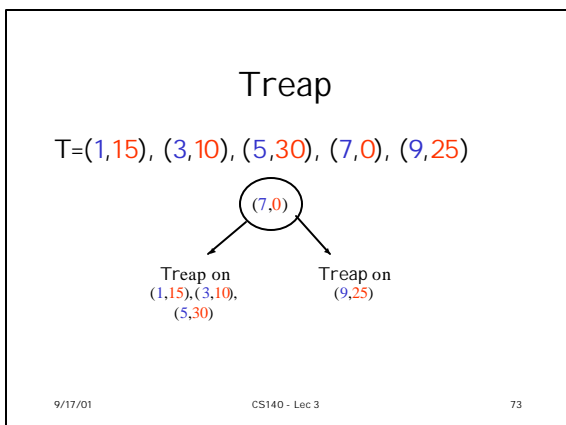 Treap
T=(1,15), (3,10), (5,30), (7,0), (9,25)
(7,0)
Treap on
(1,15),(3,10),
(5,30)
Treap on
(9,25)
9/17/01
CS140 - Lec 3
73